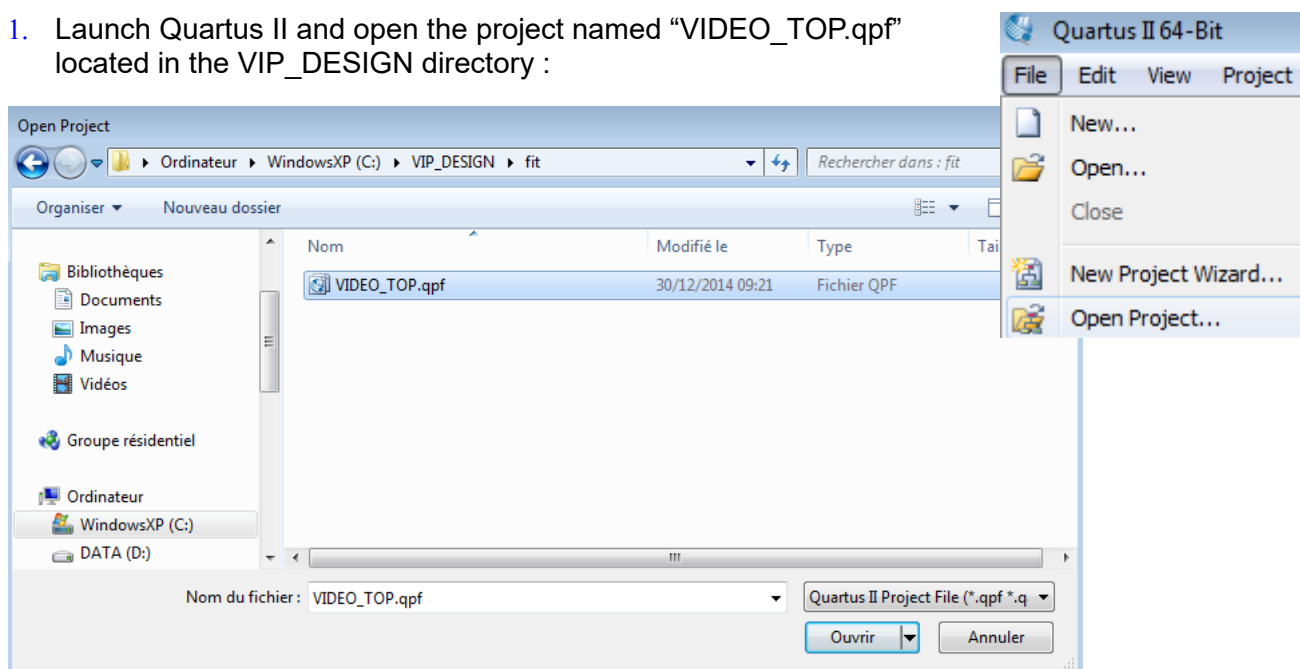 1. Launch Quartus II and open the project named “VIDEO_TOP.qpf”
located in the VIP_DESIGN directory :
Quartus II 64-Bit
File Edit View Project
New...
Open...
Close
New Project Wizard...
Open Project...
Open Project
Ordinateur WindowsXP (C:) VIP_DESIGN fit
Rechercher dans : fit
Organiser Nouveau dossier
Nom Modifié le Type Tai
VIDEO_TOP.qpf 30/12/2014 09:21 Fichier QPF
Bibliothèques
Documents
Images
Musique
Vidéos
Groupe résidentiel
Ordinateur
WindowsXP (C:)
DATA (D:)
Nom du fichier : VIDEO_TOP.qpf Quartus II Project File (*.qpf *.q
Ouvrir Annuler